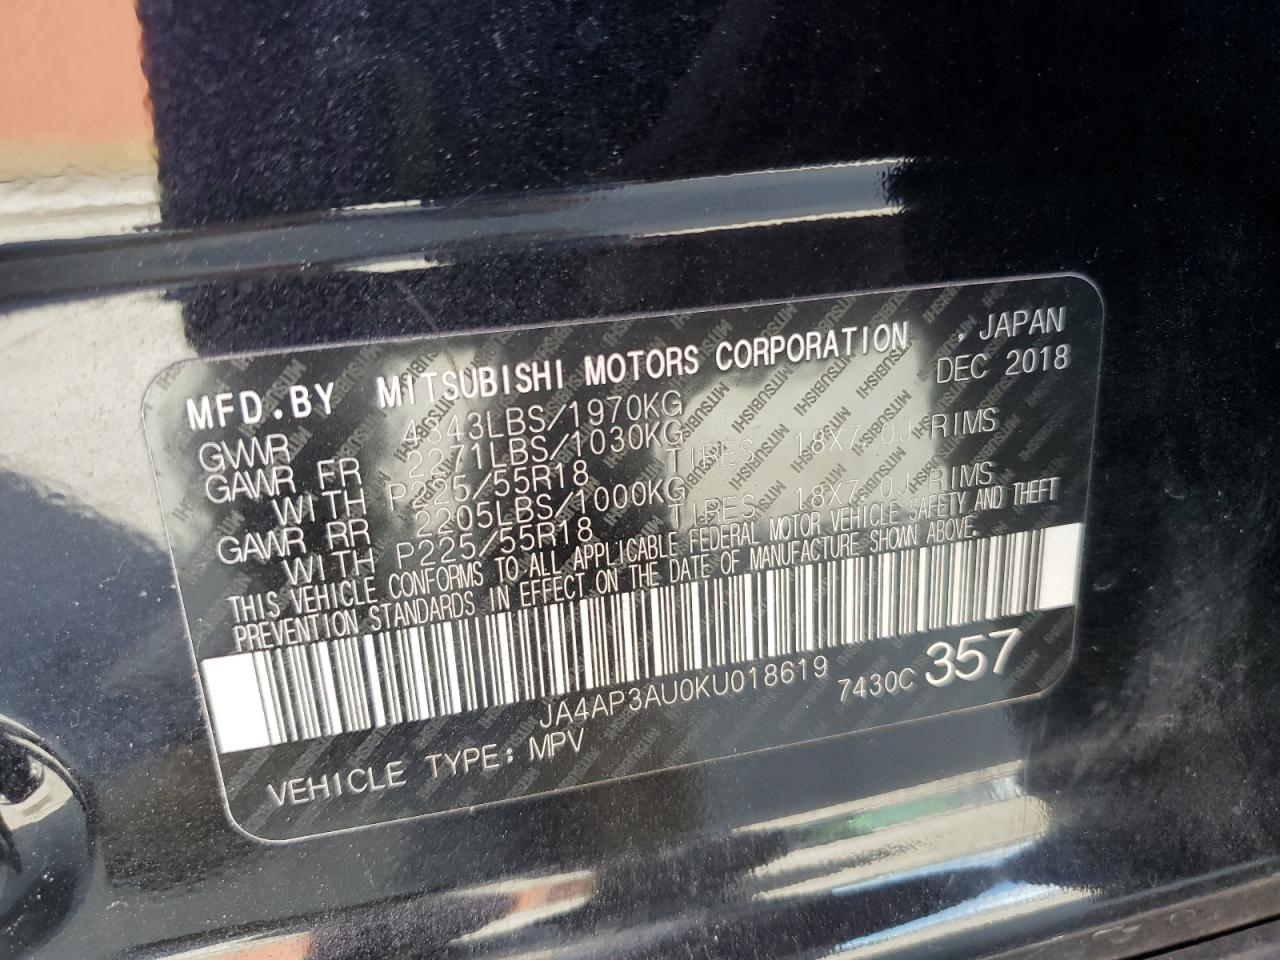 MFD.BY MITSUBISHI MOTORS CORPORATION , JAPAN
DEC 2018
GVWR 4343LBS/1970KG
GAWR FR 2271LBS/1030KG
WITH P225/55R18 TIRES 18X7.0J RIMS
GAWR RR 2205LBS/1000KG
WITH P225/55R18 TIRES 18X7.0J RIMS
THIS VEHICLE CONFORMS TO ALL APPLICABLE FEDERAL MOTOR VEHICLE SAFETY AND THEFT
PREVENTION STANDARDS IN EFFECT ON THE DATE OF MANUFACTURE SHOWN ABOVE.
JA4AP3AU0KU018619 7430C 357
VEHICLE TYPE: MPV